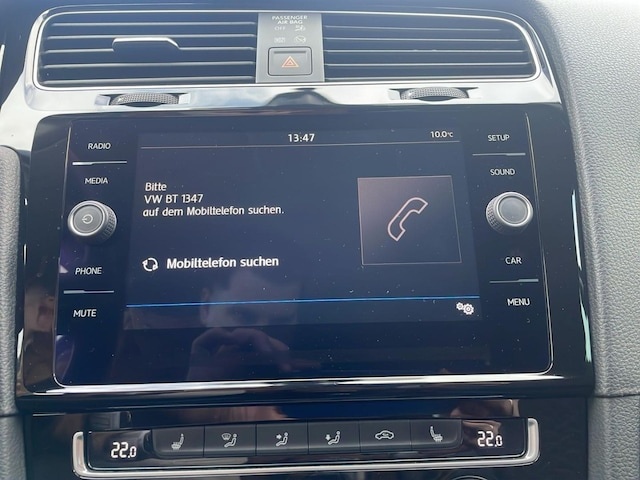 PASSENGER
AIR BAG
13:47
10.0°C
RADIO
MEDIA
PHONE
MUTE
Bitte
VW BT 1347
auf dem Mobiltelefon suchen.
Mobiltelefon suchen
SETUP
SOUND
CAR
MENU
22.0
22.0